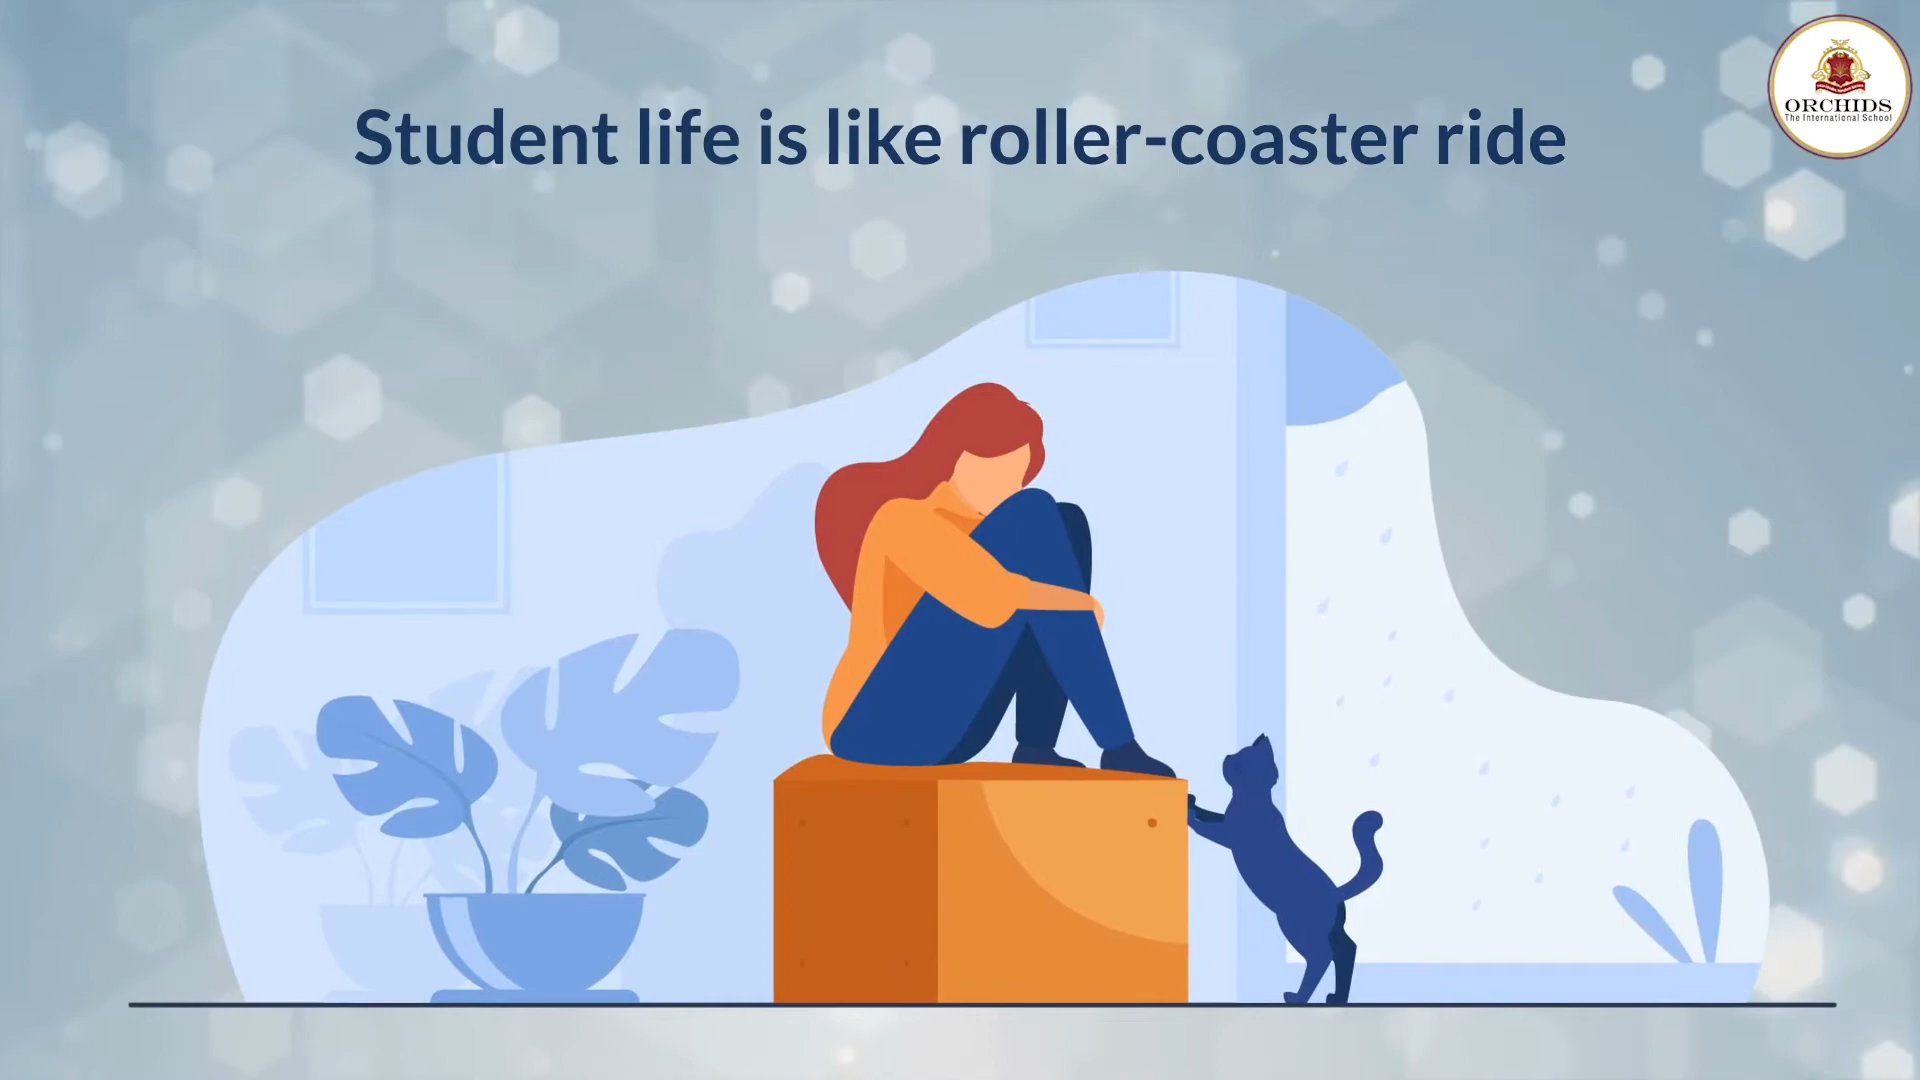 Student life is like roller-coaster ride
ORCHIDS
The International School